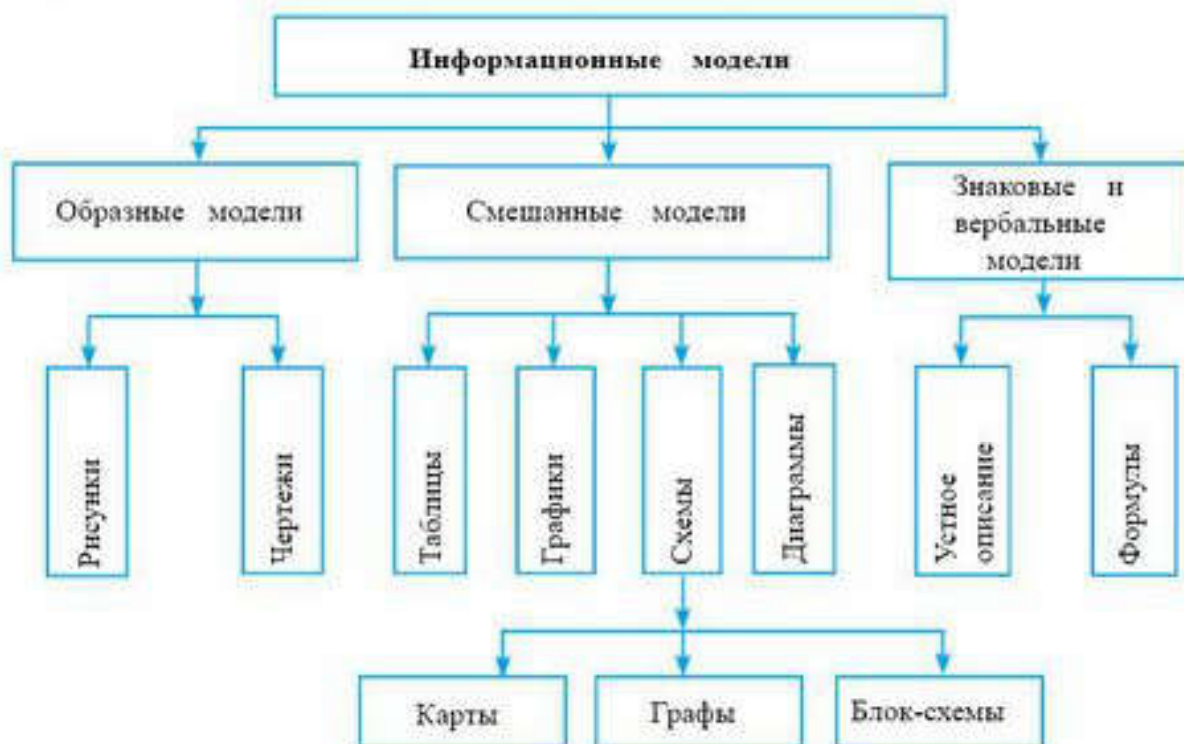 Информационные модели
Образные модели
Смешанные модели
Знаковые и
вербальные
модели
Рисунки
Чертежи
Таблицы
Графики
Схемы
Диаграммы
Устное
описание
Формулы
Карты
Графы
Блок-схемы